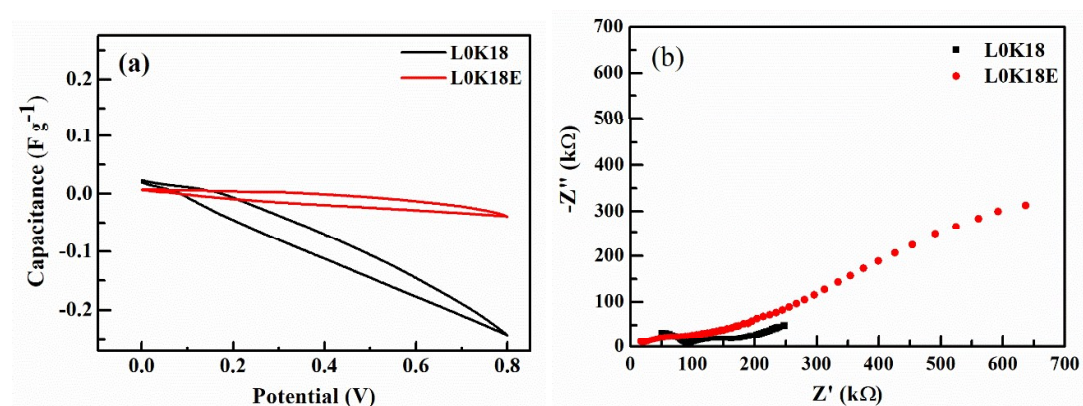 (a)
L0K18
L0K18E
0.2
0.1
0.0
-0.1
-0.2
Capacitance (F g-1)
0.0 0.2 0.4 0.6 0.8
Potential (V)
(b)
L0K18
L0K18E
700
600
500
400
300
200
100
0
-Z" (kΩ)
0 100 200 300 400 500 600 700
Z' (kΩ)